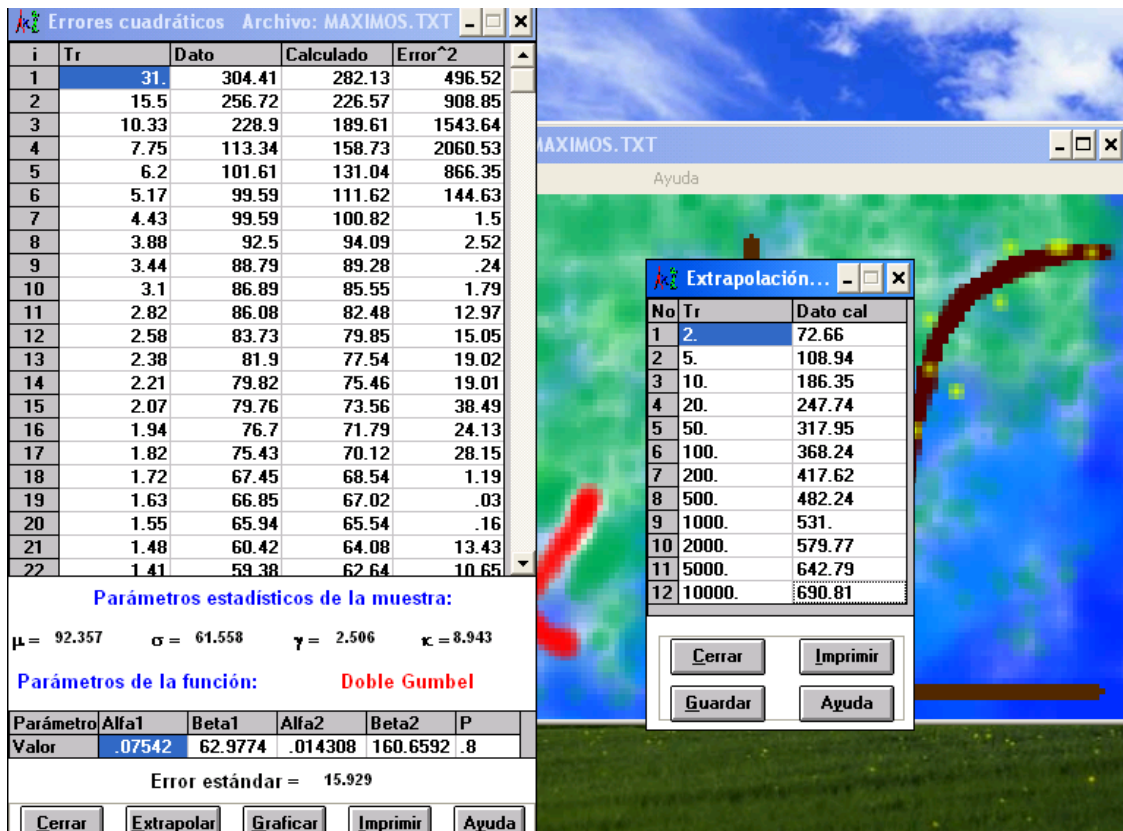 Errores cuadráticos Archivo: MAXIMOS.TXT
i Tr Dato Calculado Error^2
1 31. 304.41 282.13 496.52
2 15.5 256.72 226.57 908.85
3 10.33 228.9 189.61 1543.64
4 7.75 113.34 158.73 2060.53
5 6.2 101.61 131.04 866.35
6 5.17 99.59 111.62 144.63
7 4.43 99.59 100.82 1.5
8 3.88 92.5 94.09 2.52
9 3.44 88.79 89.28 .24
10 3.1 86.89 85.55 1.79
11 2.82 86.08 82.48 12.97
12 2.58 83.73 79.85 15.05
13 2.38 81.9 77.54 19.02
14 2.21 79.82 75.46 19.01
15 2.07 79.76 73.56 38.49
16 1.94 76.7 71.79 24.13
17 1.82 75.43 70.12 28.15
18 1.72 67.45 68.54 1.19
19 1.63 66.85 67.02 .03
20 1.55 65.94 65.54 .16
21 1.48 60.42 64.08 13.43
22 1.41 59.38 62.64 10.65
Parámetros estadísticos de la muestra:
μ = 92.357 σ = 61.558 γ = 2.506 κ = 8.943
Parámetros de la función: Doble Gumbel
Parámetro Alfa1 Beta1 Alfa2 Beta2 P
Valor .07542 62.9774 .014308 160.6592 .8
Error estándar = 15.929
Cerrar Extrapolar Graficar Imprimir Ayuda
MAXIMOS.TXT
Ayuda
Extrapolación...
No Tr Dato cal
1 2. 72.66
2 5. 108.94
3 10. 186.35
4 20. 247.74
5 50. 317.95
6 100. 368.24
7 200. 417.62
8 500. 482.24
9 1000. 531.
10 2000. 579.77
11 5000. 642.79
12 10000. 690.81
Cerrar Imprimir
Guardar Ayuda